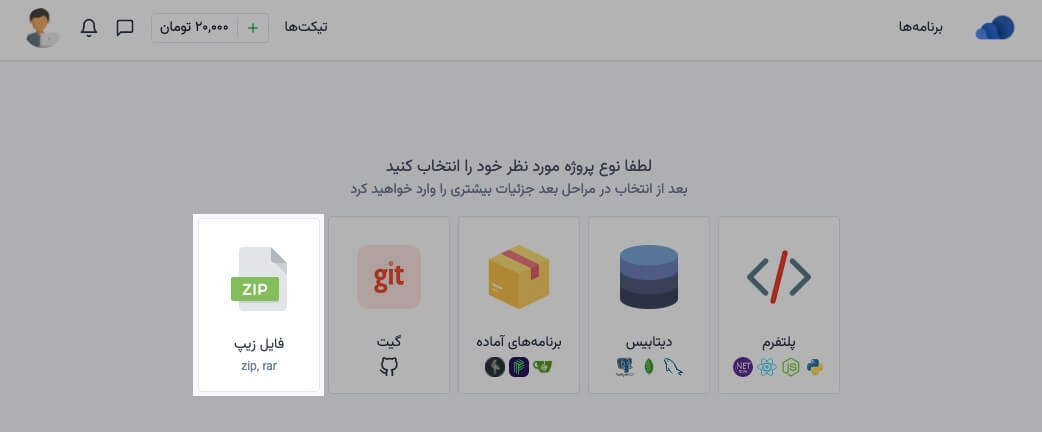 برنامه‌ها
تیکت‌ها
+ ۲۰,۰۰۰ تومان
لطفا نوع پروژه مورد نظر خود را انتخاب کنید
بعد از انتخاب در مراحل بعد جزئیات بیشتری را وارد خواهید کرد
پلتفرم
.NET
دیتابیس
برنامه‌های آماده
git
گیت
ZIP
فایل زیپ
zip, rar